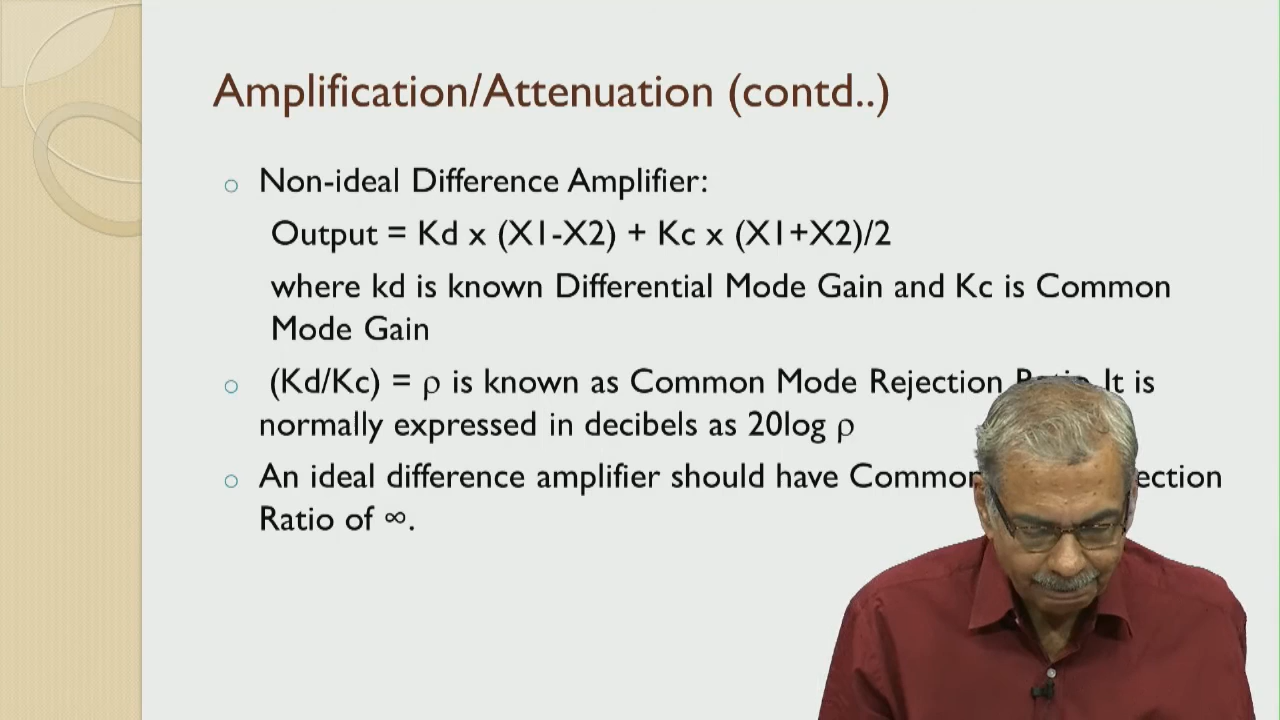 Amplification/Attenuation (contd..)
Non-ideal Difference Amplifier:
Output = Kd x (X1-X2) + Kc x (X1+X2)/2
where kd is known Differential Mode Gain and Kc is Common
Mode Gain
(Kd/Kc) = ρ is known as Common Mode Rejection It is
normally expressed in decibels as 20log ρ
An ideal difference amplifier should have
Ratio of ∞.